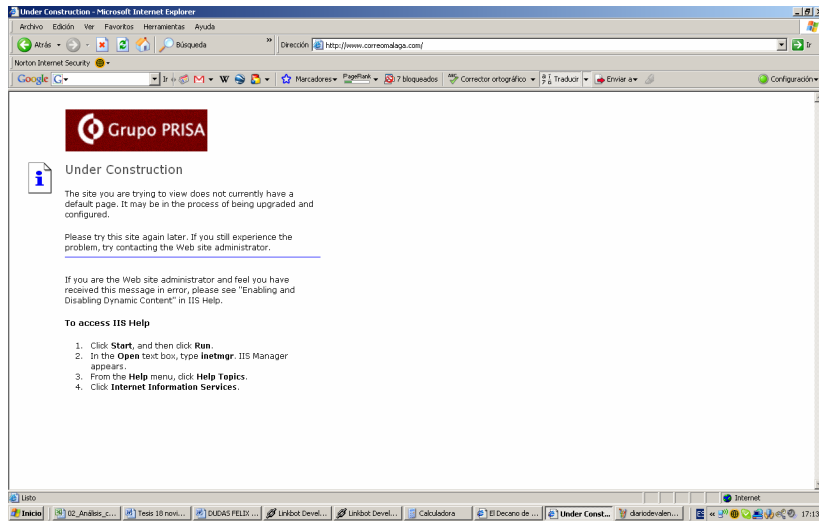 Under Construction - Microsoft Internet Explorer
Archivo Edición Ver Favoritos Herramientas Ayuda
Atrás Búsqueda » Dirección http://www.correomalaga.com/ Ir
Norton Internet Security
Google G Ir M W Marcadores PageRank 7 bloqueados Corrector ortográfico Traducir Enviar a Configuración
Grupo PRISA
Under Construction
The site you are trying to view does not currently have a
default page. It may be in the process of being upgraded and
configured.
Please try this site again later. If you still experience the
problem, try contacting the Web site administrator.
If you are the Web site administrator and feel you have
received this message in error, please see "Enabling and
Disabling Dynamic Content" in IIS Help.
To access IIS Help
1. Click Start, and then click Run.
2. In the Open text box, type inetmgr. IIS Manager
appears.
3. From the Help menu, click Help Topics.
4. Click Internet Information Services.
Listo Internet
Inicio 02_Análisis_c... Tesis 18 novi... DUDAS FELIX ... Linkbot Devel... Linkbot Devel... Calculadora El Decano de ... Under Const... diariodevalen... ES « 17:13